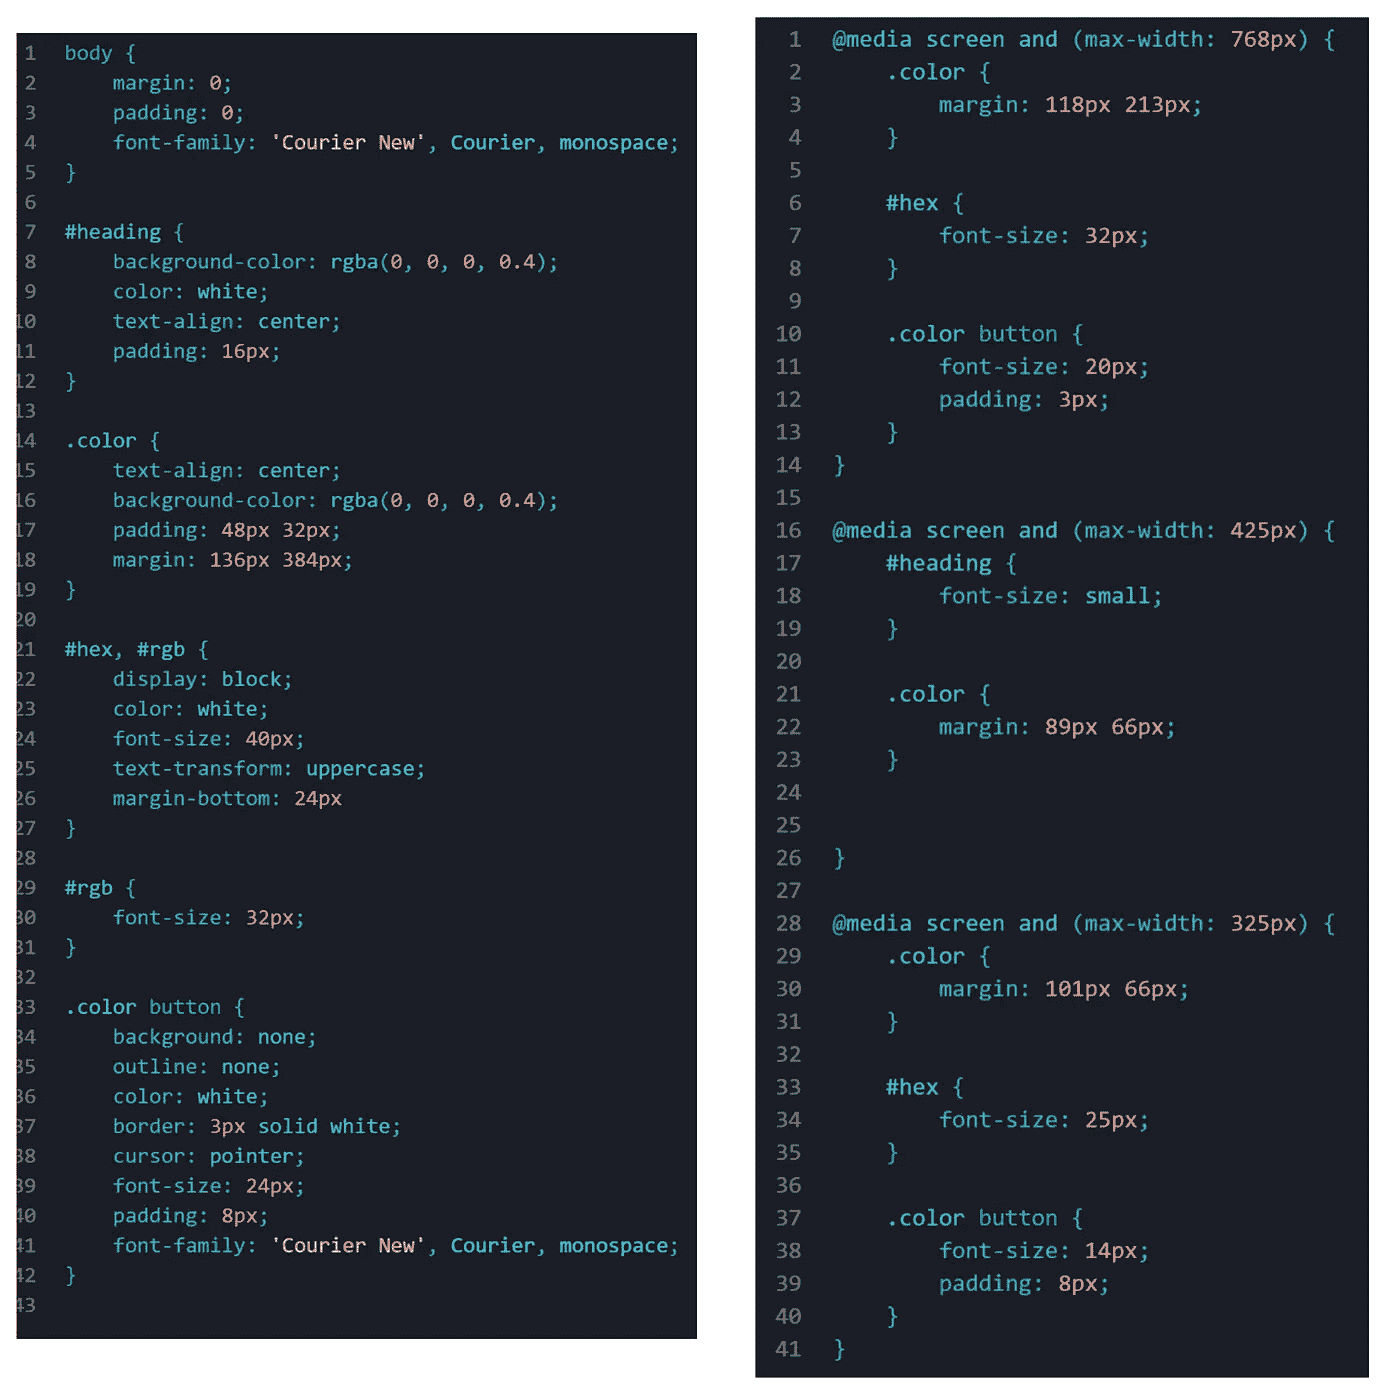 1 body {
2 margin: 0;
3 padding: 0;
4 font-family: 'Courier New', Courier, monospace;
5 }
6
7 #heading {
8 background-color: rgba(0, 0, 0, 0.4);
9 color: white;
10 text-align: center;
11 padding: 16px;
12 }
13
14 .color {
15 text-align: center;
16 background-color: rgba(0, 0, 0, 0.4);
17 padding: 48px 32px;
18 margin: 136px 384px;
19 }
20
21 #hex, #rgb {
22 display: block;
23 color: white;
24 font-size: 40px;
25 text-transform: uppercase;
26 margin-bottom: 24px
27 }
28
29 #rgb {
30 font-size: 32px;
31 }
32
33 .color button {
34 background: none;
35 outline: none;
36 color: white;
37 border: 3px solid white;
38 cursor: pointer;
39 font-size: 24px;
40 padding: 8px;
41 font-family: 'Courier New', Courier, monospace;
42 }
43
1 @media screen and (max-width: 768px) {
2 .color {
3 margin: 118px 213px;
4 }
5
6 #hex {
7 font-size: 32px;
8 }
9
10 .color button {
11 font-size: 20px;
12 padding: 3px;
13 }
14 }
15
16 @media screen and (max-width: 425px) {
17 #heading {
18 font-size: small;
19 }
20
21 .color {
22 margin: 89px 66px;
23 }
24
25
26 }
27
28 @media screen and (max-width: 325px) {
29 .color {
30 margin: 101px 66px;
31 }
32
33 #hex {
34 font-size: 25px;
35 }
36
37 .color button {
38 font-size: 14px;
39 padding: 8px;
40 }
41 }